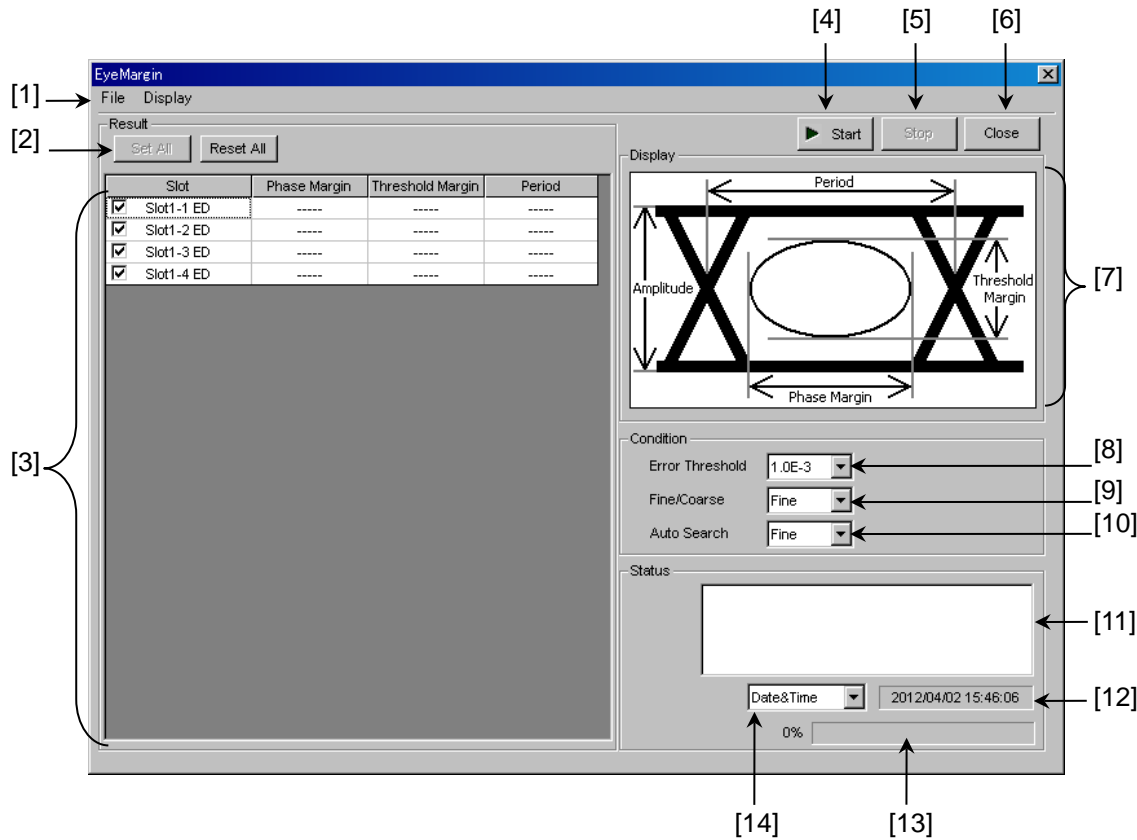 [4] [5] [6]
EyeMargin
[1] File Display
Result
[2] Set All Reset All
Start Stop Close
[3]
Slot Phase Margin Threshold Margin Period
Slot1-1 ED ----- ----- -----
Slot1-2 ED ----- ----- -----
Slot1-3 ED ----- ----- -----
Slot1-4 ED ----- ----- -----
Display
Period
Amplitude
Threshold
Margin
Phase Margin
[7]
Condition
Error Threshold 1.0E-3 [8]
Fine/Coarse Fine [9]
Auto Search Fine [10]
Status
[11]
Date&Time 2012/04/02 15:46:06 [12]
0%
[14] [13]